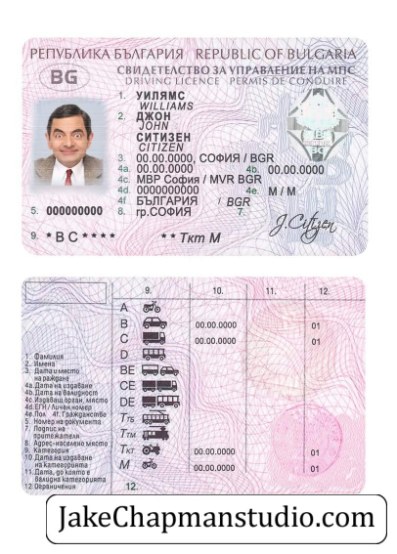 РЕПУБЛИКА БЪЛГАРИЯ REPUBLIC OF BULGARIA
BG
СВИДЕТЕЛСТВО ЗА УПРАВЛЕНИЕ НА МПС
DRIVING LICENCE PERMIS DE CONDUIRE
1. УИЛЯМС
WILLIAMS
2. ДЖОН
JOHN
СИТИЗЕН
CITIZEN
3. 00.00.0000, СОФИЯ / BGR
4a. 00.00.0000 4b. 00.00.0000
4c. МВР София / MVR BGR
4d. 0000000000 4e. M / M
4f БЪЛГАРИЯ / BGR
5. 000000000 8. гр.СОФИЯ 7.
J.Citizen
9. * B C * * * * * * Tкт M
9. 10. 11. 12.
A
B 00.00.0000 01
C 00.00.0000 01
D
BE
CE
DE
Tтб
Tтм
Tкт 00.00.0000 01
M 00.00.0000 01
12.
1. Фамилия
2. Имена
3. Дата и място
на раждане
4a. Дата на издаване
4b. Дата на валидност
4c. Издаващ орган, място
4d. ЕГН / Личен номер
4e. Пол 4f. Гражданство
5. Номер на документа
7. Подпис на
притежателя
8. Адрес-населено място
9. Категория
10. Дата на издаване
на категорията
11. Дата, до която е
валидна категорията
12. Ограничения
JakeChapmanstudio.com